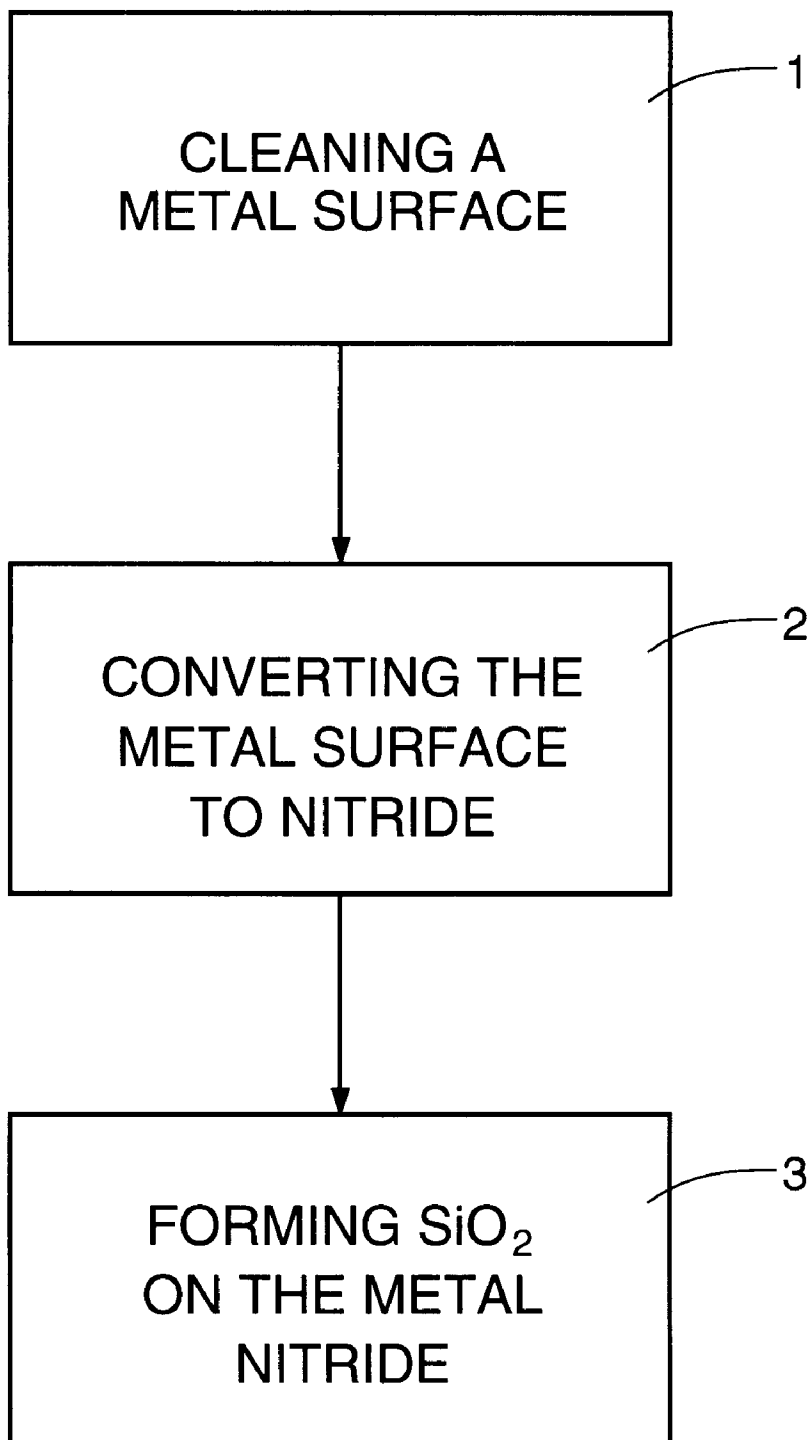 1
CLEANING A
METAL SURFACE
2
CONVERTING THE
METAL SURFACE
TO NITRIDE
3
FORMING SiO₂
ON THE METAL
NITRIDE